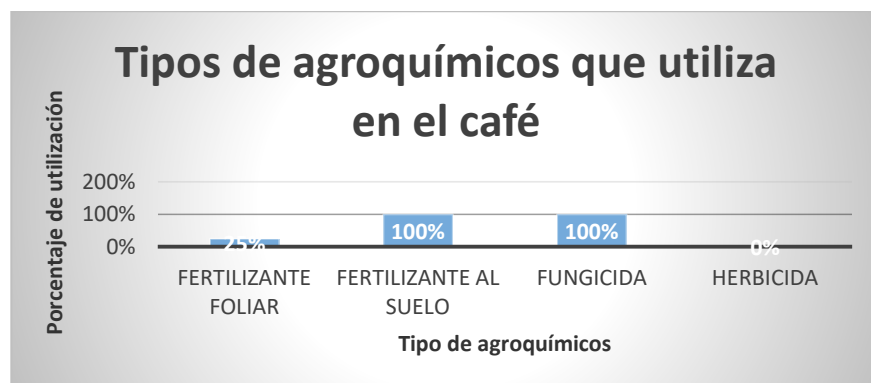 Tipos de agroquímicos que utiliza
en el café
Porcentaje de utilización
200%
100%
0%
25%
100%
100%
0%
FERTILIZANTE
FOLIAR
FERTILIZANTE AL
SUELO
FUNGICIDA
HERBICIDA
Tipo de agroquímicos